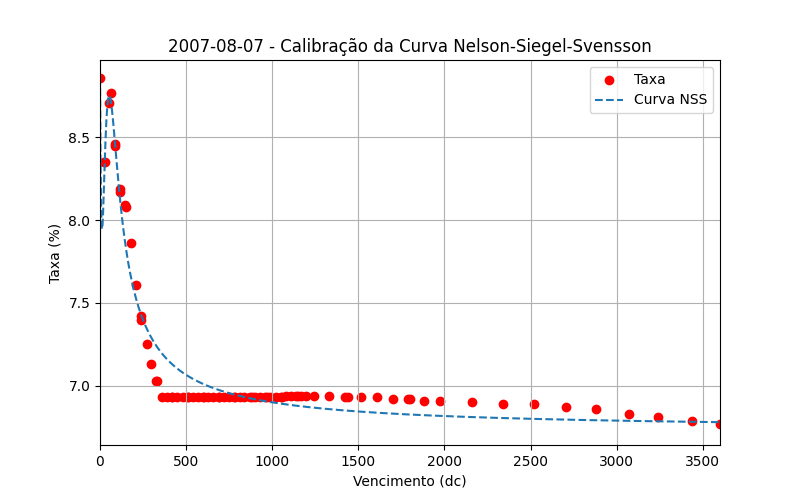 2007-08-07 - Calibração da Curva Nelson-Siegel-Svensson
Taxa
Curva NSS
Taxa (%)
8.5
8.0
7.5
7.0
0
500
1000
1500
2000
2500
3000
3500
Vencimento (dc)